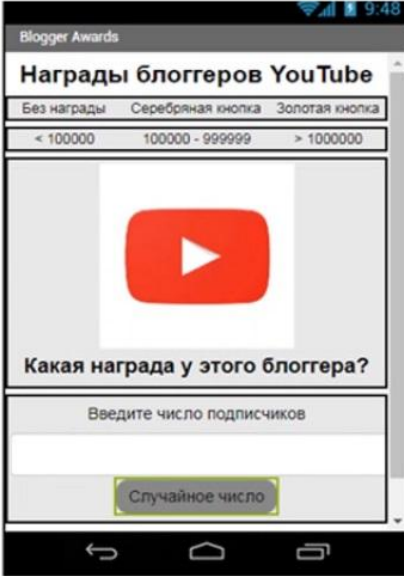 9:48
Blogger Awards
Награды блоггеров YouTube
Без награды Серебряная кнопка Золотая кнопка
< 100000 100000 - 999999 > 1000000
Какая награда у этого блоггера?
Введите число подписчиков
Случайное число